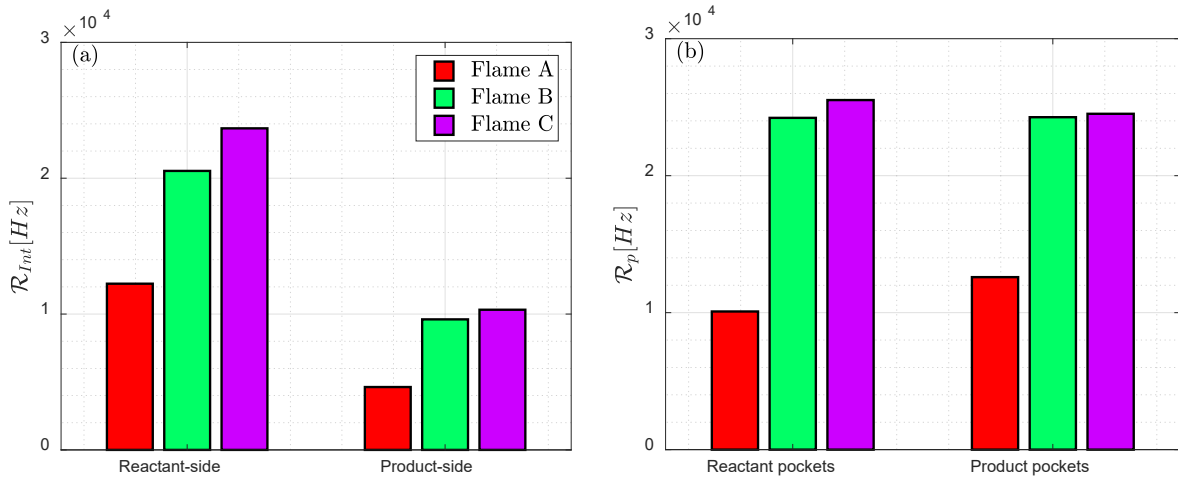 ×10 4
3
(a)
Flame A
Flame B
Flame C
2
1
0
ℛ_Int[Hz]
Reactant-side
Product-side
×10 4
3
(b)
2
1
0
ℛ_p[Hz]
Reactant pockets
Product pockets